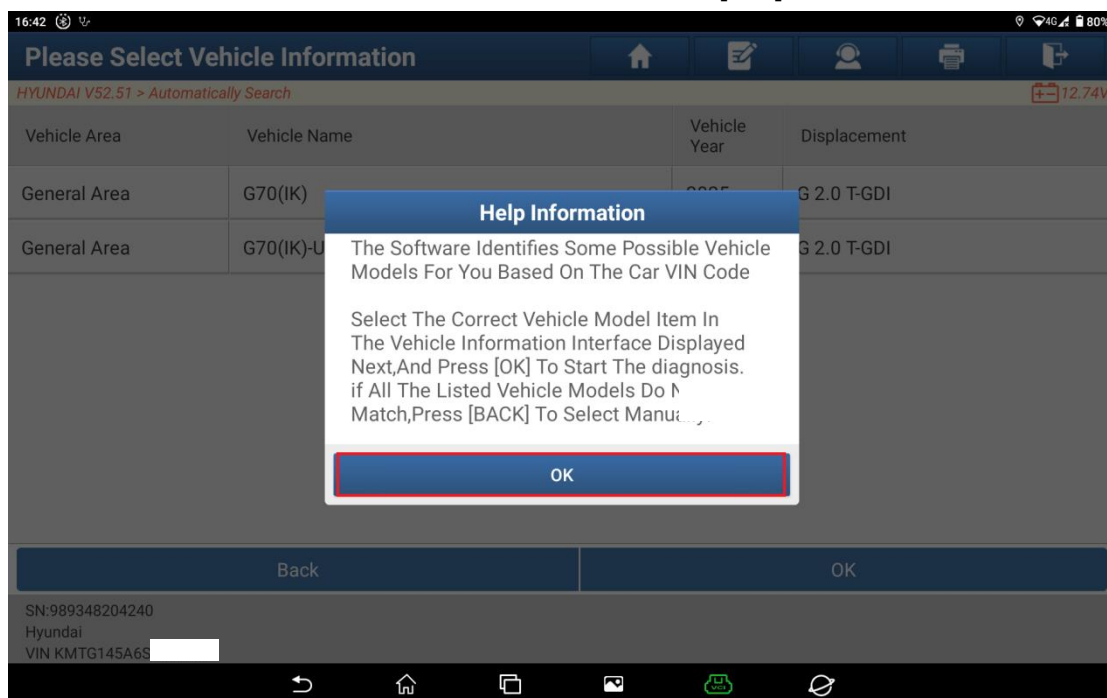 16:42
4G 80%
Please Select Vehicle Information
HYUNDAI V52.51 > Automatically Search
12.74V
Vehicle Area Vehicle Name Vehicle Year Displacement
General Area G70(IK) G 2.0 T-GDI
General Area G70(IK)-U G 2.0 T-GDI
Help Information
The Software Identifies Some Possible Vehicle
Models For You Based On The Car VIN Code
Select The Correct Vehicle Model Item In
The Vehicle Information Interface Displayed
Next,And Press [OK] To Start The diagnosis.
if All The Listed Vehicle Models Do
Match,Press [BACK] To Select
OK
Back OK
SN:989348204240
Hyundai
VIN KMTG145A6S
VCI